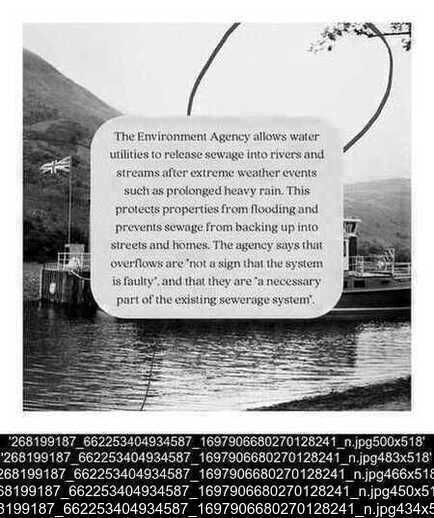 The Environment Agency allows water
utilities to release sewage into rivers and
streams after extreme weather events
such as prolonged heavy rain. This
protects properties from flooding and
prevents sewage from backing up into
streets and homes. The agency says that
overflows are "not a sign that the system
is faulty", and that they are "a necessary
part of the existing sewerage system".
'268199187_662253404934587_1697906680270128241_n.jpg500x518'
'268199187_662253404934587_1697906680270128241_n.jpg483x518'
268199187_662253404934587_1697906680270128241_n.jpg466x518
68199187_662253404934587_1697906680270128241_n.jpg450x51
8199187_662253404934587_1697906680270128241_n.jpg434x5